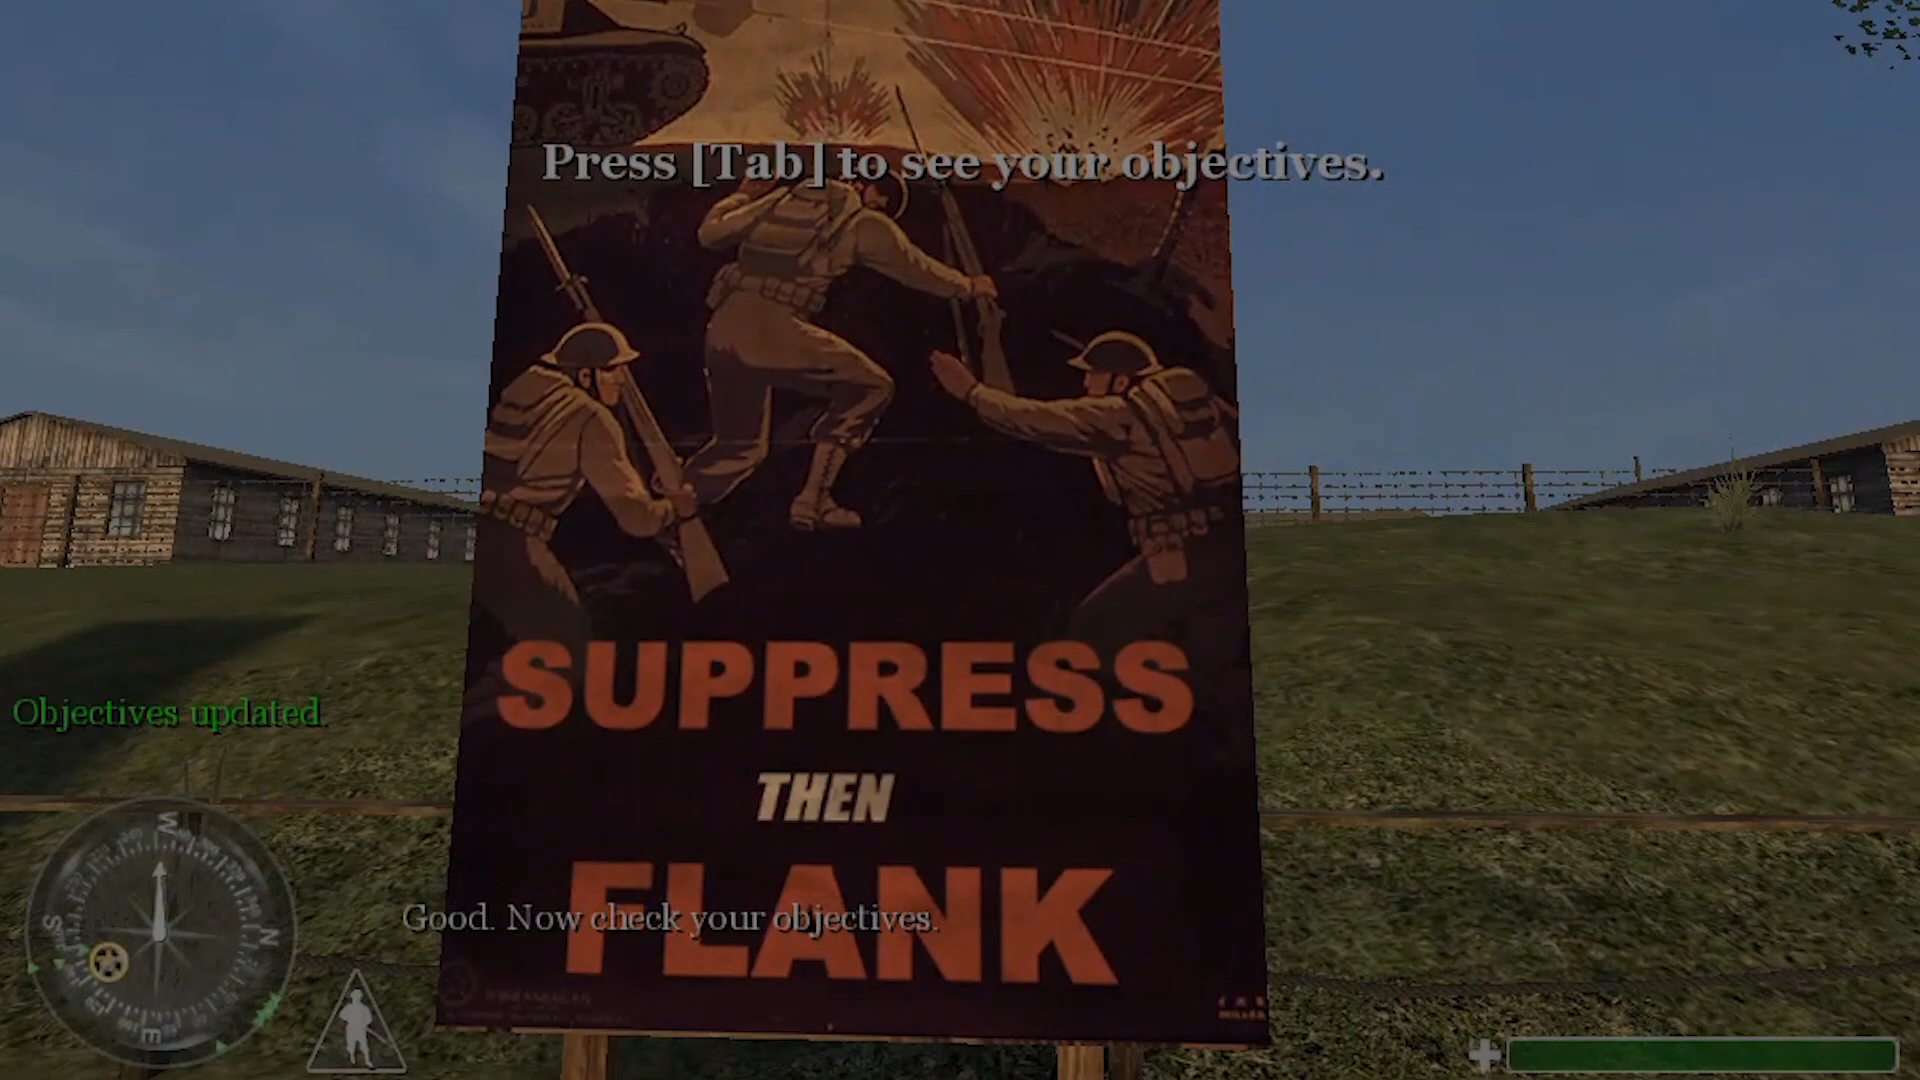 Press [Tab] to see your objectives.
SUPPRESS
Objectives updated.
THEN
FLANK
Good. Now check your objectives.
W
S
N
E